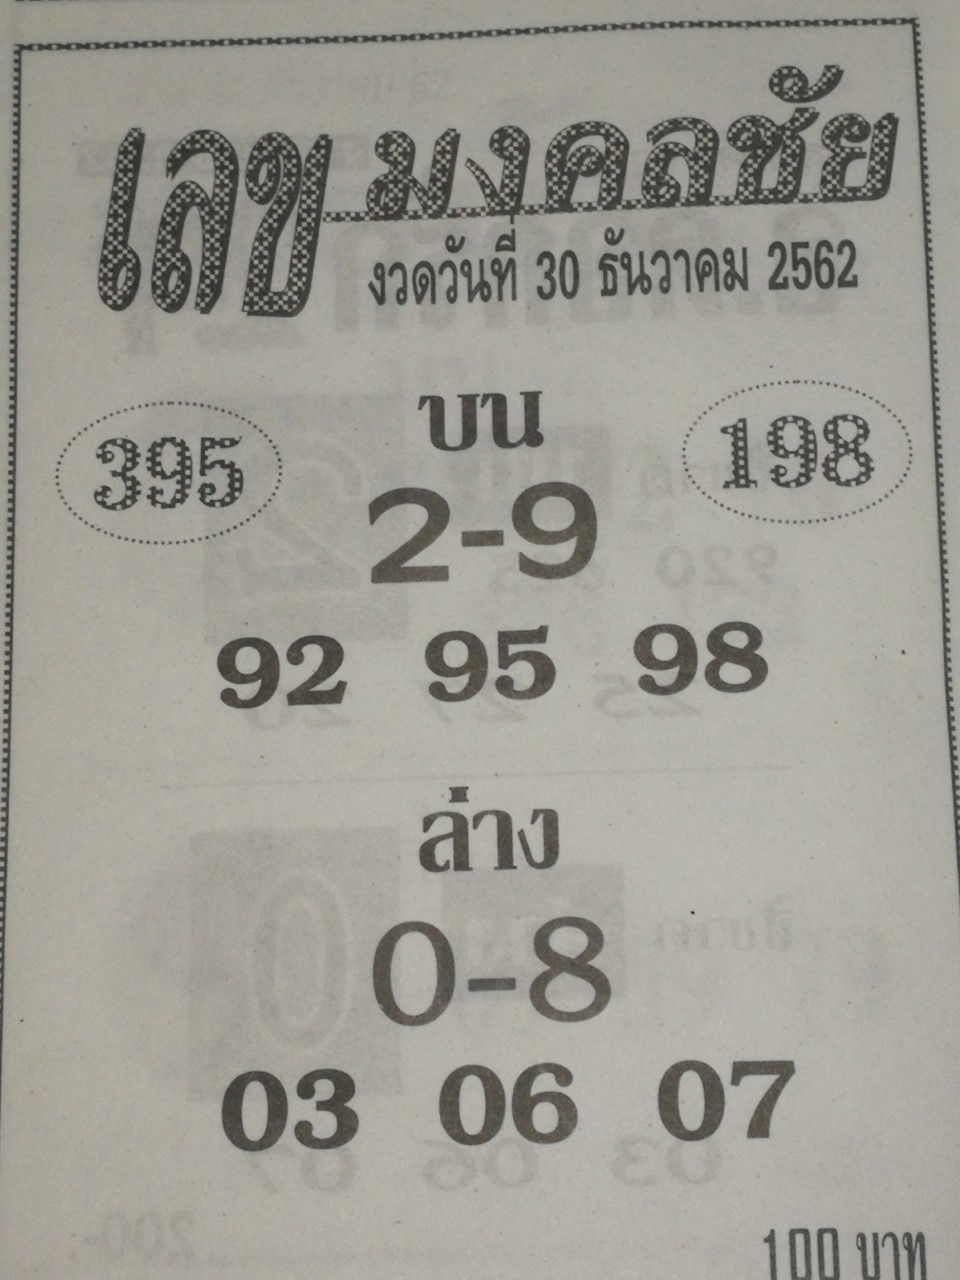 เลขมงคลชัย
งวดวันที่ 30 ธันวาคม 2562
395
บน
198
2-9
92 95 98
ล่าง
0-8
03 06 07
100 บาท